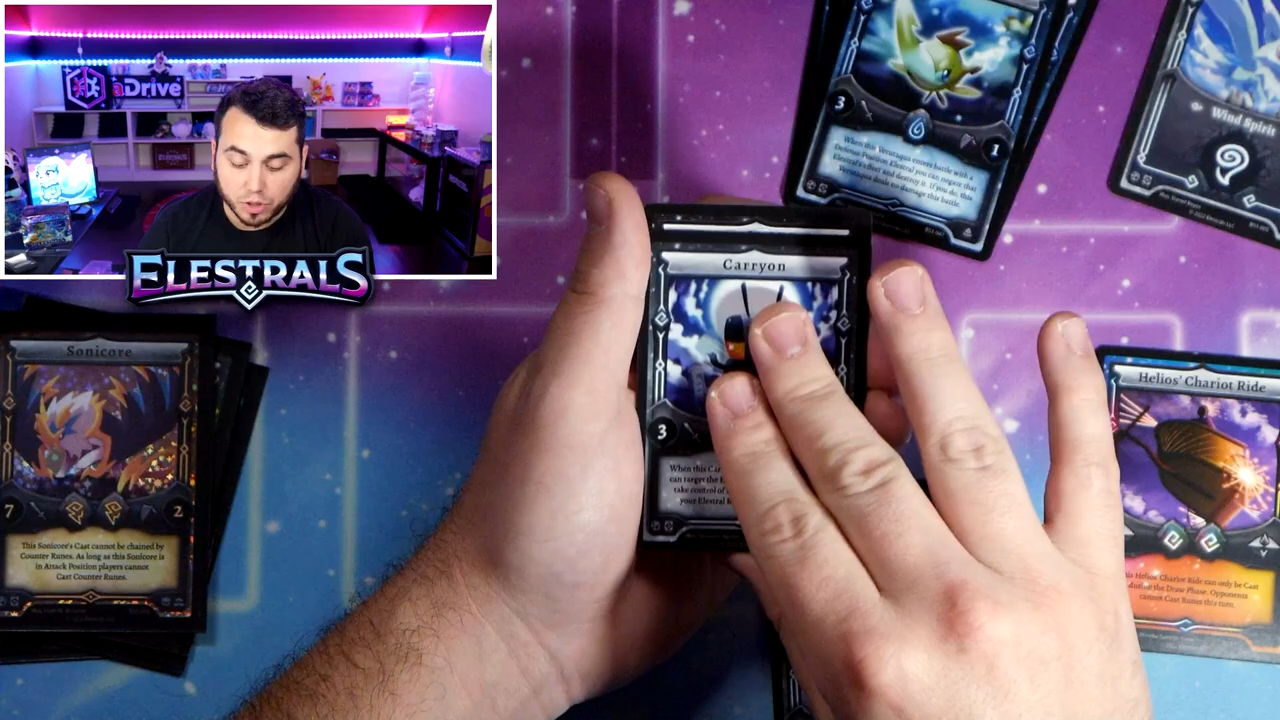 aDrive
ELESTRALS
Sonicore
7
2
This Sonicore's Cast cannot be chained by
Counter Runes. As long as this Sonicore is
in Attack Position players cannot
Cast Counter Runes.
Carryon
3
When this Car
can target the
take control of
your Elestral
3
1
When this Vertuagua enters battle with a
Defense Position Elestral you can negate that
Elestral's effect and destroy it. If you do, this
deals no damage this battle.
Wind Spirit
Helios' Chariot Ride
Helios' Chariot Ride can only be Cast
during the Draw Phase. Opponents
cannot Cast Runes this turn.